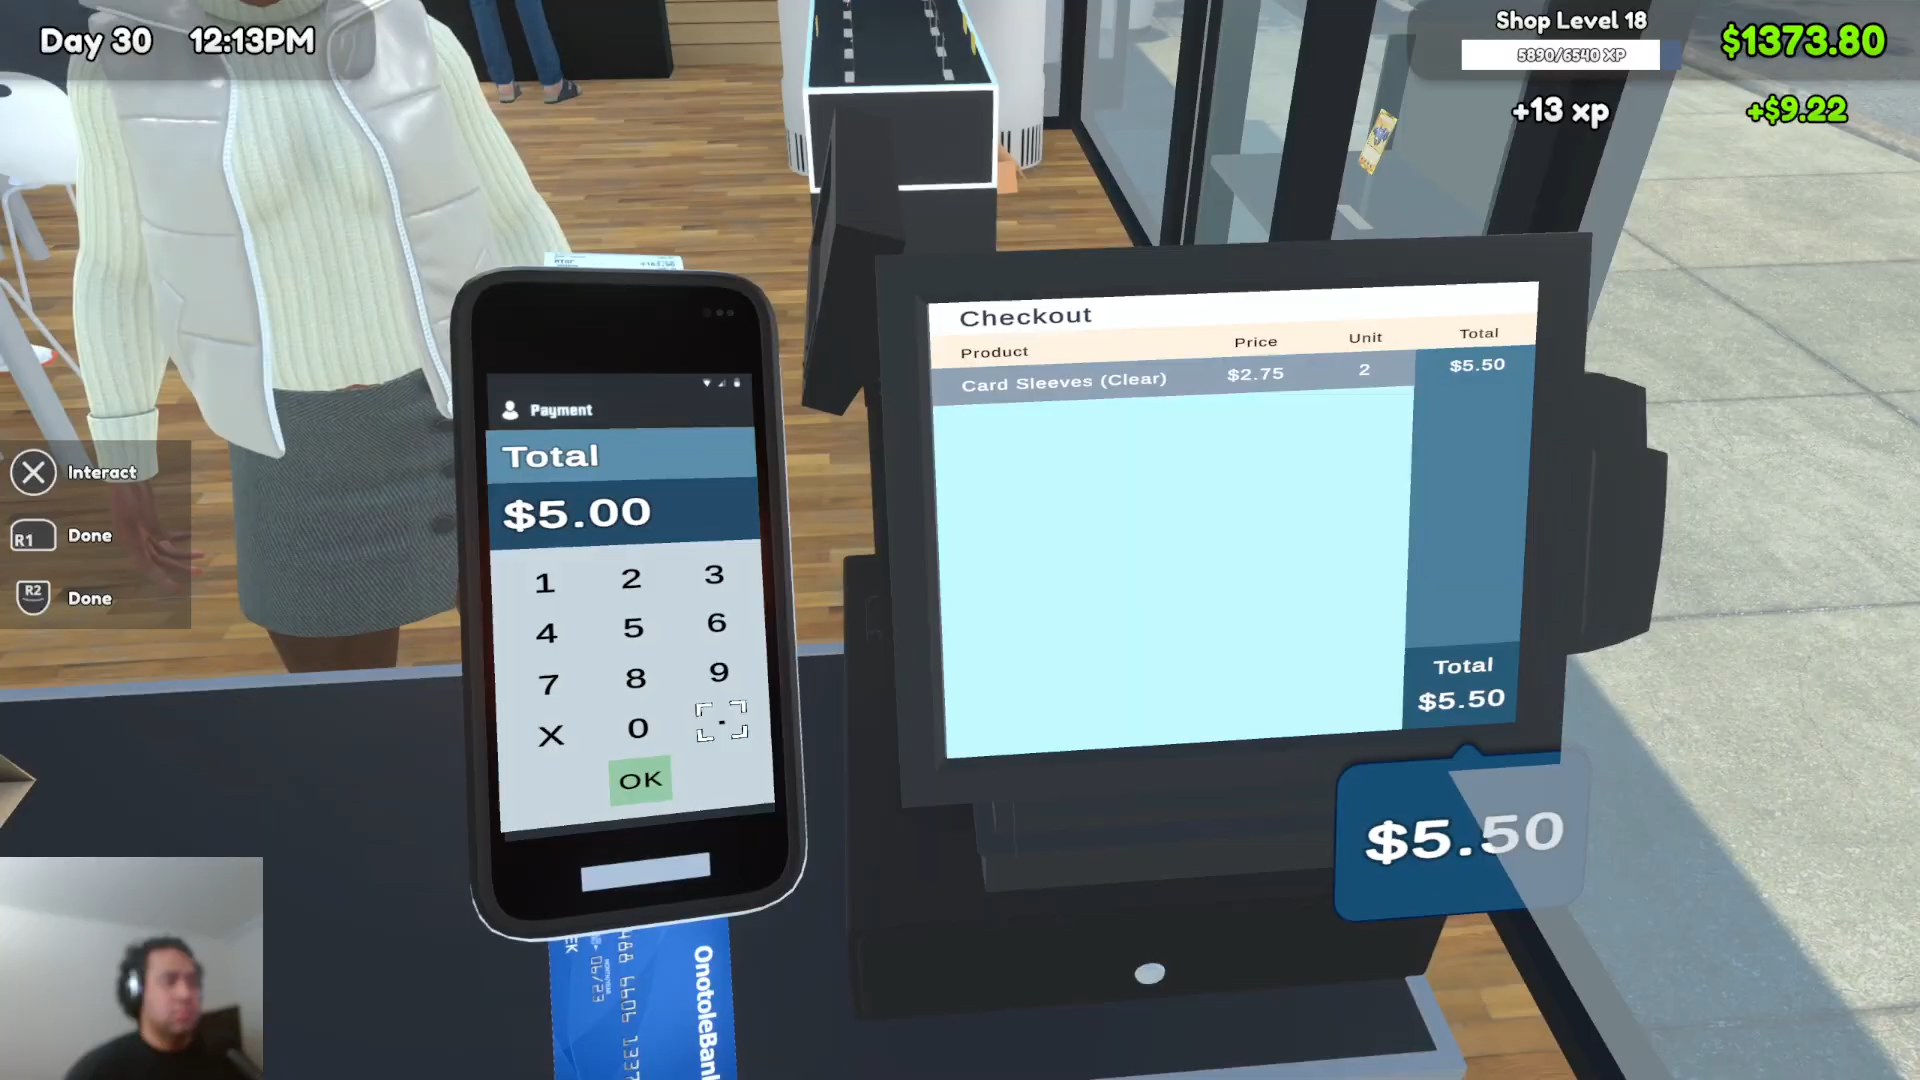 Day 30 12:13PM
Shop Level 18
5890/6540 XP
$1373.80
+13 xp
+$9.22
Interact
R1 Done
R2 Done
Payment
Total
$5.00
1 2 3
4 5 6
7 8 9
X 0 .
OK
Checkout
Product Price Unit Total
Card Sleeves (Clear) $2.75 2 $5.50
Total
$5.50
$5.50
OnotoleBank
06/23